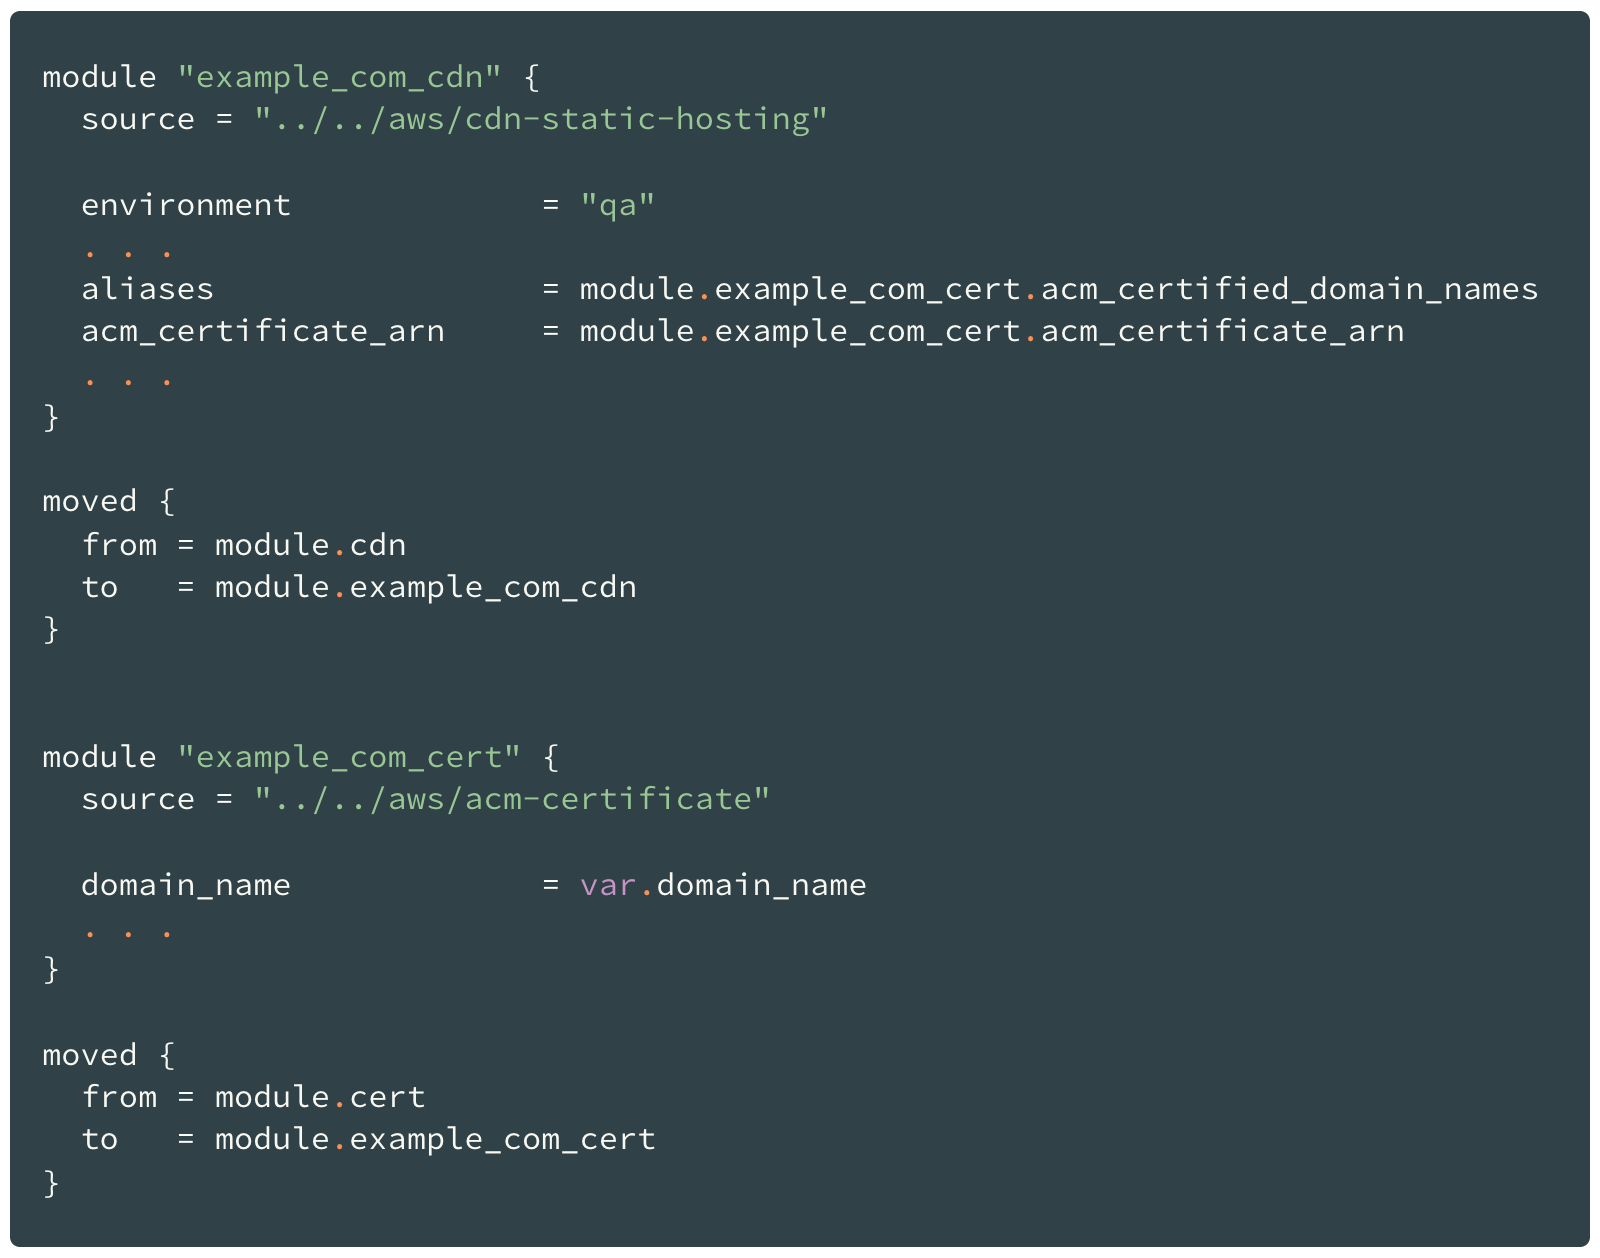 module "example_com_cdn" {
  source = "../../aws/cdn-static-hosting"

  environment             = "qa"
  . . .
  aliases                 = module.example_com_cert.acm_certified_domain_names
  acm_certificate_arn     = module.example_com_cert.acm_certificate_arn
  . . .
}

moved {
  from = module.cdn
  to   = module.example_com_cdn
}


module "example_com_cert" {
  source = "../../aws/acm-certificate"

  domain_name             = var.domain_name
  . . .
}

moved {
  from = module.cert
  to   = module.example_com_cert
}